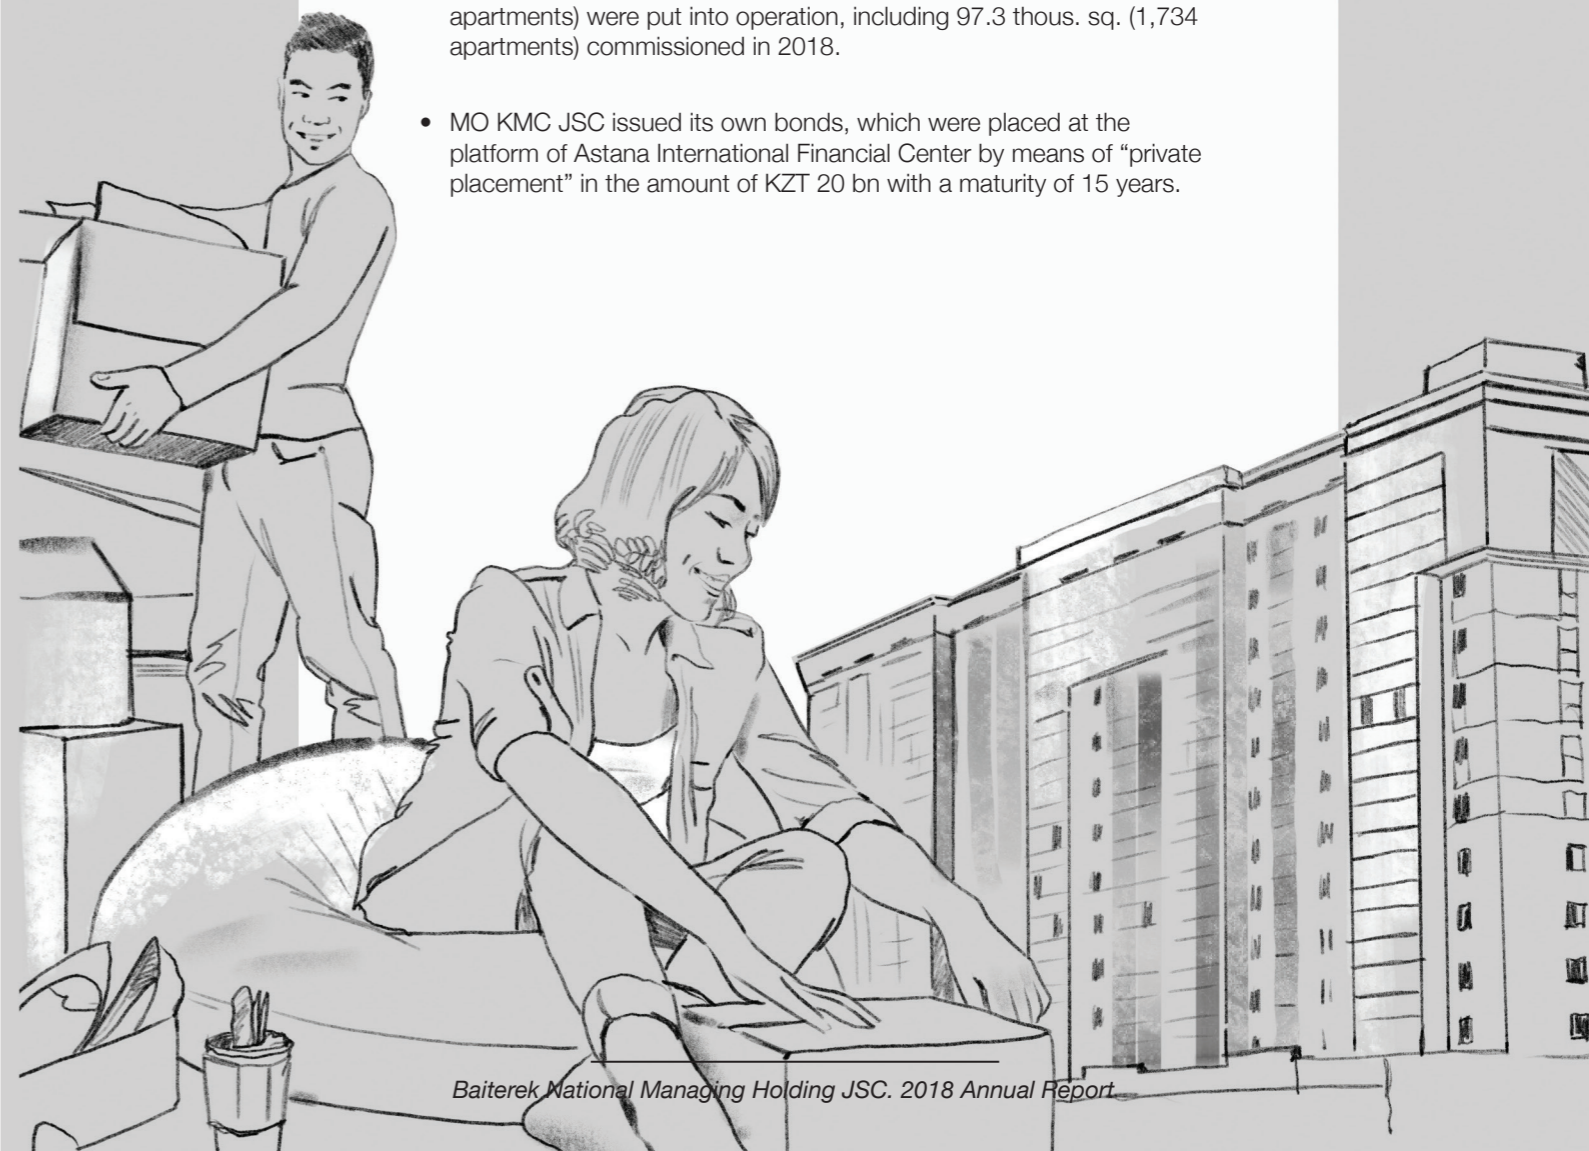 apartments) were put into operation, including 97.3 thous. sq. (1,734
apartments) commissioned in 2018.
• MO KMC JSC issued its own bonds, which were placed at the
platform of Astana International Financial Center by means of “private
placement” in the amount of KZT 20 bn with a maturity of 15 years.
Baiterek National Managing Holding JSC. 2018 Annual Report